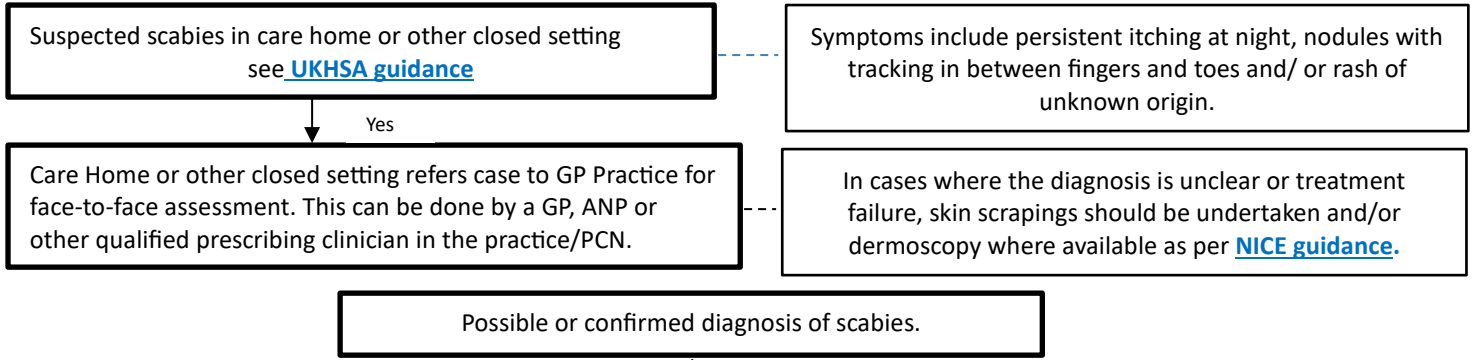 Suspected scabies in care home or other closed setting
see UKHSA guidance
Symptoms include persistent itching at night, nodules with
tracking in between fingers and toes and/ or rash of
unknown origin.
Yes
Care Home or other closed setting refers case to GP Practice for
face-to-face assessment. This can be done by a GP, ANP or
other qualified prescribing clinician in the practice/PCN.
In cases where the diagnosis is unclear or treatment
failure, skin scrapings should be undertaken and/or
dermoscopy where available as per NICE guidance.
Possible or confirmed diagnosis of scabies.